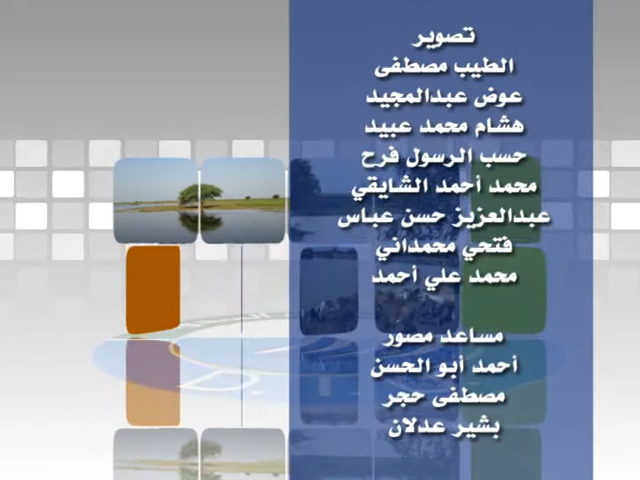 تصوير
الطيب مصطفى
عوض عبدالمجيد
هشام محمد عبيد
حسب الرسول فرح
محمد أحمد الشايقي
عبدالعزيز حسن عباس
فتحي محمداني
محمد علي أحمد
مساعد مصور
أحمد أبو الحسن
مصطفى حجر
بشير عدلان